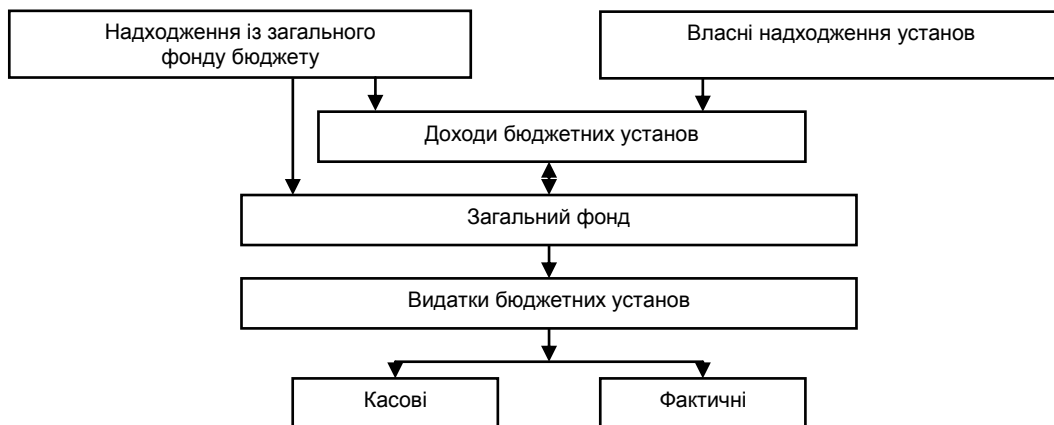 Надходження із загального
фонду бюджету
Власні надходження установ
Доходи бюджетних установ
Загальний фонд
Видатки бюджетних установ
Касові
Фактичні